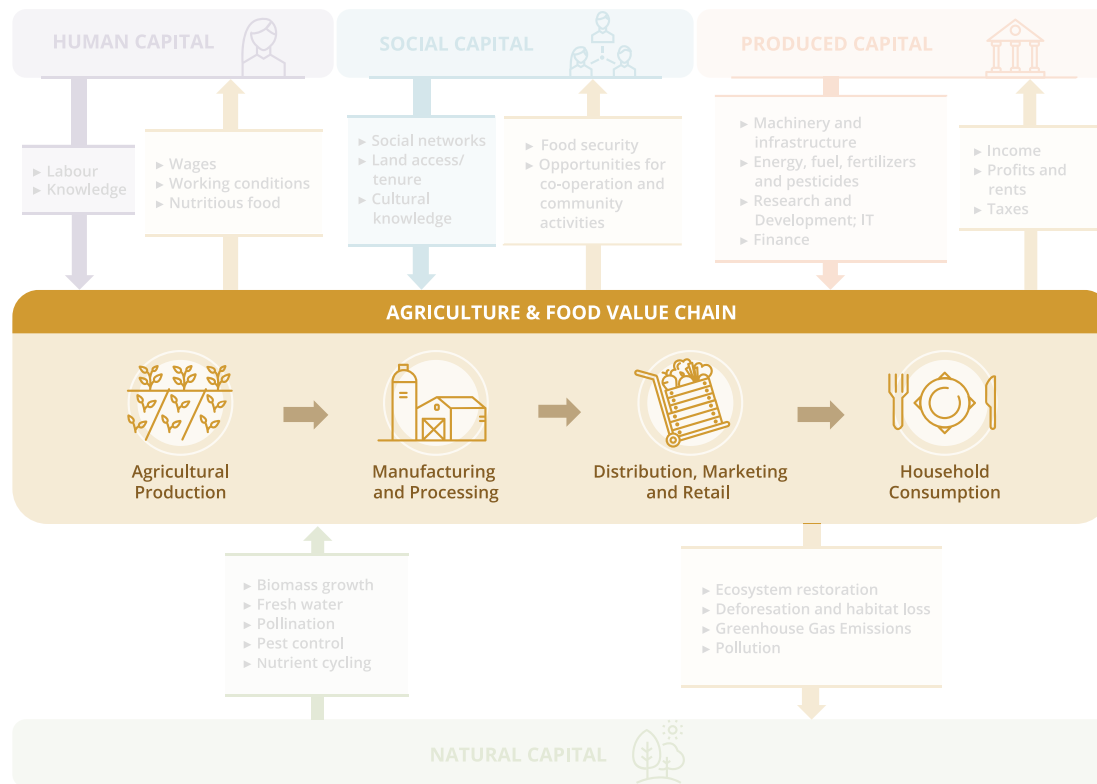 HUMAN CAPITAL
SOCIAL CAPITAL
PRODUCED CAPITAL
► Labour
► Knowledge
► Wages
► Working conditions
► Nutritious food
► Social networks
► Land access/
tenure
► Cultural
knowledge
► Food security
► Opportunities for
co-operation and
community
activities
► Machinery and
infrastructure
► Energy, fuel, fertilizers
and pesticides
► Research and
Development; IT
► Finance
► Income
► Profits and
rents
► Taxes
AGRICULTURE & FOOD VALUE CHAIN
Agricultural
Production
Manufacturing
and Processing
Distribution, Marketing
and Retail
Household
Consumption
► Biomass growth
► Fresh water
► Pollination
► Pest control
► Nutrient cycling
► Ecosystem restoration
► Deforesation and habitat loss
► Greenhouse Gas Emissions
► Pollution
NATURAL CAPITAL